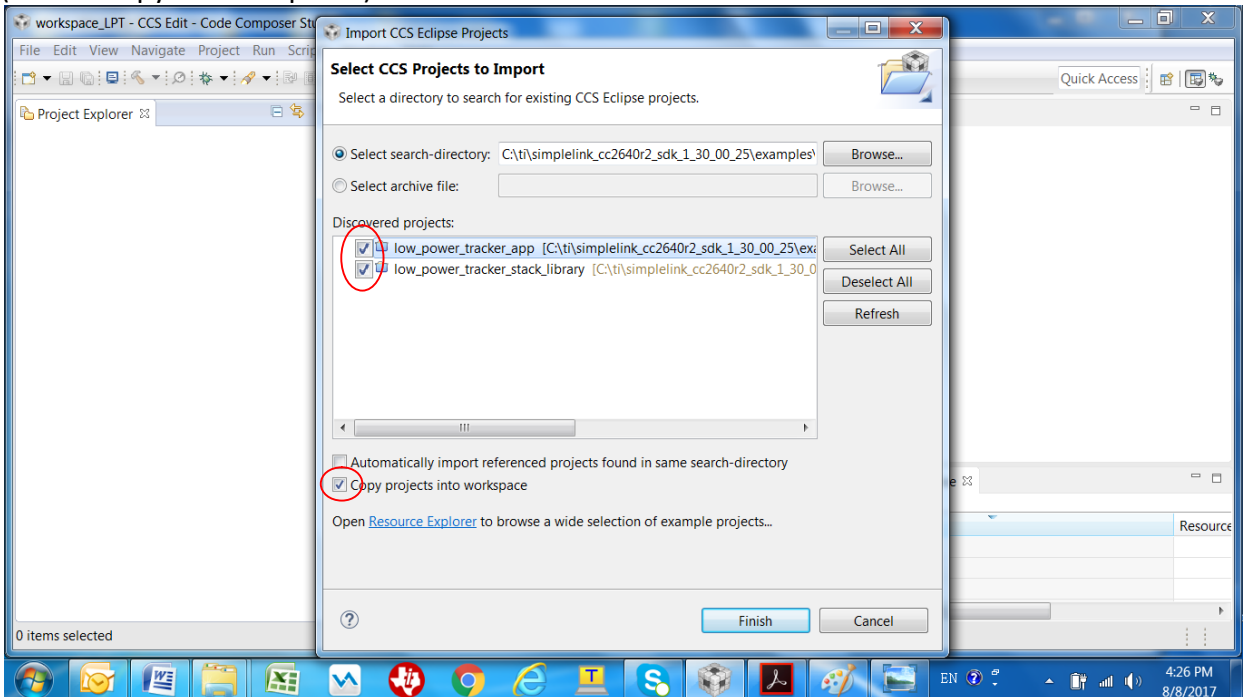 workspace_LPT - CCS Edit - Code Composer Stu
Import CCS Eclipse Projects
File Edit View Navigate Project Run Scrip
Select CCS Projects to Import
Select a directory to search for existing CCS Eclipse projects.
Quick Access
Project Explorer
Select search-directory: C:\ti\simplelink_cc2640r2_sdk_1_30_00_25\examples\ Browse...
Select archive file: Browse...
Discovered projects:
low_power_tracker_app [C:\ti\simplelink_cc2640r2_sdk_1_30_00_25\exa Select All
low_power_tracker_stack_library [C:\ti\simplelink_cc2640r2_sdk_1_30_0
Deselect All
Refresh
Automatically import referenced projects found in same search-directory
Copy projects into workspace
Open Resource Explorer to browse a wide selection of example projects...
Resource
Finish Cancel
0 items selected
EN
4:26 PM
8/8/2017